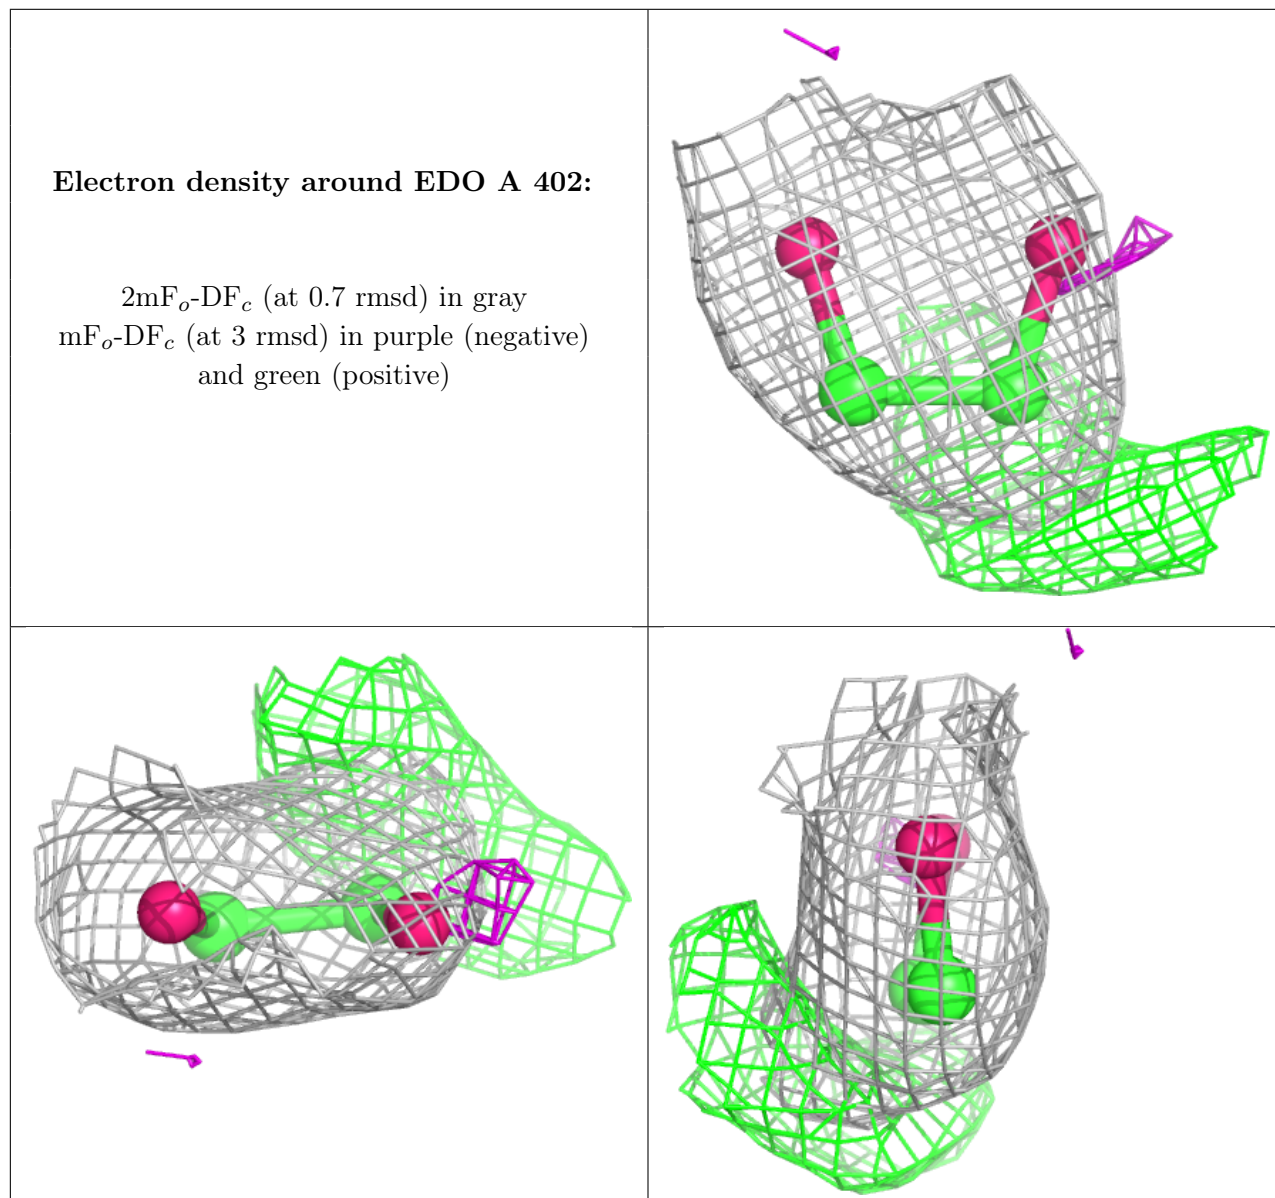 Electron density around EDO A 402:
2mFo-DFc (at 0.7 rmsd) in gray
mFo-DFc (at 3 rmsd) in purple (negative)
and green (positive)